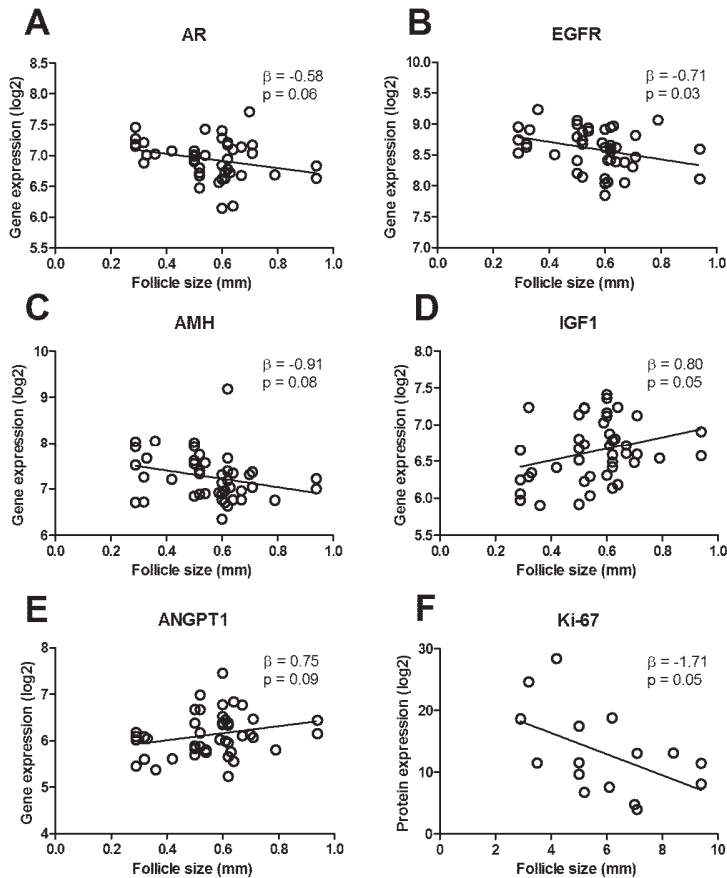 A
AR
β = -0.58
p = 0.06
Gene expression (log2)
8.5
8.0
7.5
7.0
6.5
6.0
5.5
0.0 0.2 0.4 0.6 0.8 1.0
Follicle size (mm)
B
EGFR
β = -0.71
p = 0.03
Gene expression (log2)
10.0
9.5
9.0
8.5
8.0
7.5
7.0
0.0 0.2 0.4 0.6 0.8 1.0
Follicle size (mm)
C
AMH
β = -0.91
p = 0.08
Gene expression (log2)
10
9
8
7
6
0.0 0.2 0.4 0.6 0.8 1.0
Follicle size (mm)
D
IGF1
β = 0.80
p = 0.05
Gene expression (log2)
8.0
7.5
7.0
6.5
6.0
5.5
0.0 0.2 0.4 0.6 0.8 1.0
Follicle size (mm)
E
ANGPT1
β = 0.75
p = 0.09
Gene expression (log2)
8
7
6
5
4
0.0 0.2 0.4 0.6 0.8 1.0
Follicle size (mm)
F
Ki-67
β = -1.71
p = 0.05
Protein expression (log2)
30
20
10
0
0 2 4 6 8 10
Follicle size (mm)